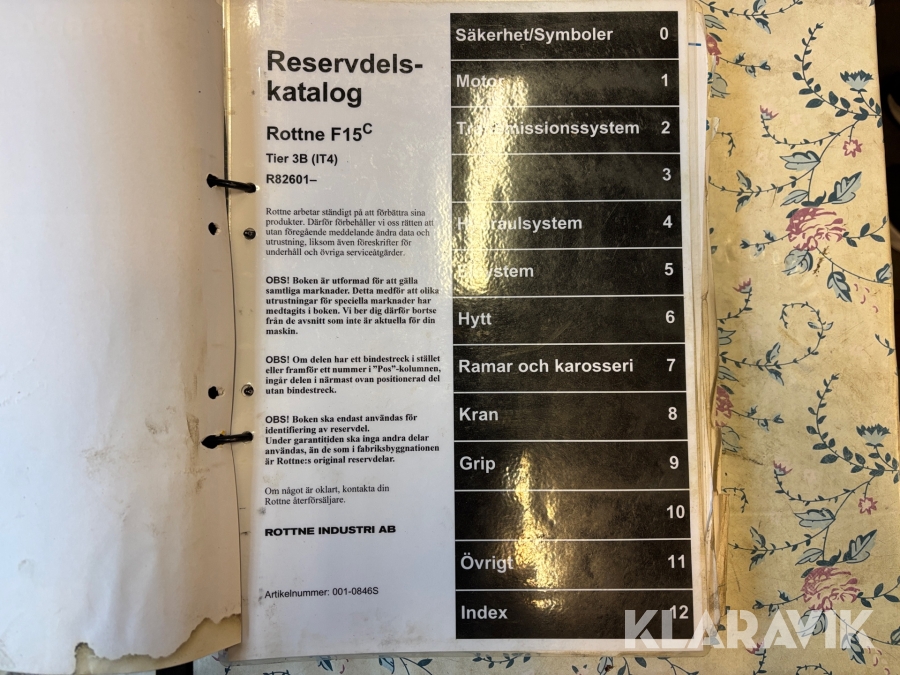 Reservdels-
katalog
Rottne F15C
Tier 3B (IT4)
R82601–
Rottne arbetar ständigt på att förbättra sina
produkter. Därför förbehåller vi oss rätten att
utan föregående meddelande ändra data och
utrustning, liksom även föreskrifter för
underhåll och övriga serviceåtgärder.
OBS! Boken är utformad för att gälla
samtliga marknader. Detta medför att olika
utrustningar för speciella marknader har
medtagits i boken. Vi ber dig därför bortse
från de avsnitt som inte är aktuella för din
maskin.
OBS! Om delen har ett bindestreck i stället
eller framför ett nummer i "Pos"-kolumnen,
ingår delen i närmast ovan positionerad del
utan bindestreck.
OBS! Boken ska endast användas för
identifiering av reservdel.
Under garantitiden ska inga andra delar
användas, än de som i fabriksbyggnationen
är Rottne:s original reservdelar.
Om något är oklart, kontakta din
Rottne återförsäljare.
ROTTNE INDUSTRI AB
Artikelnummer: 001-0846S
Säkerhet/Symboler 0
Motor 1
Transmissionssystem 2
3
Hydraulsystem 4
Elsystem 5
Hytt 6
Ramar och karosseri 7
Kran 8
Grip 9
10
Övrigt 11
Index 12
KLARAVIK